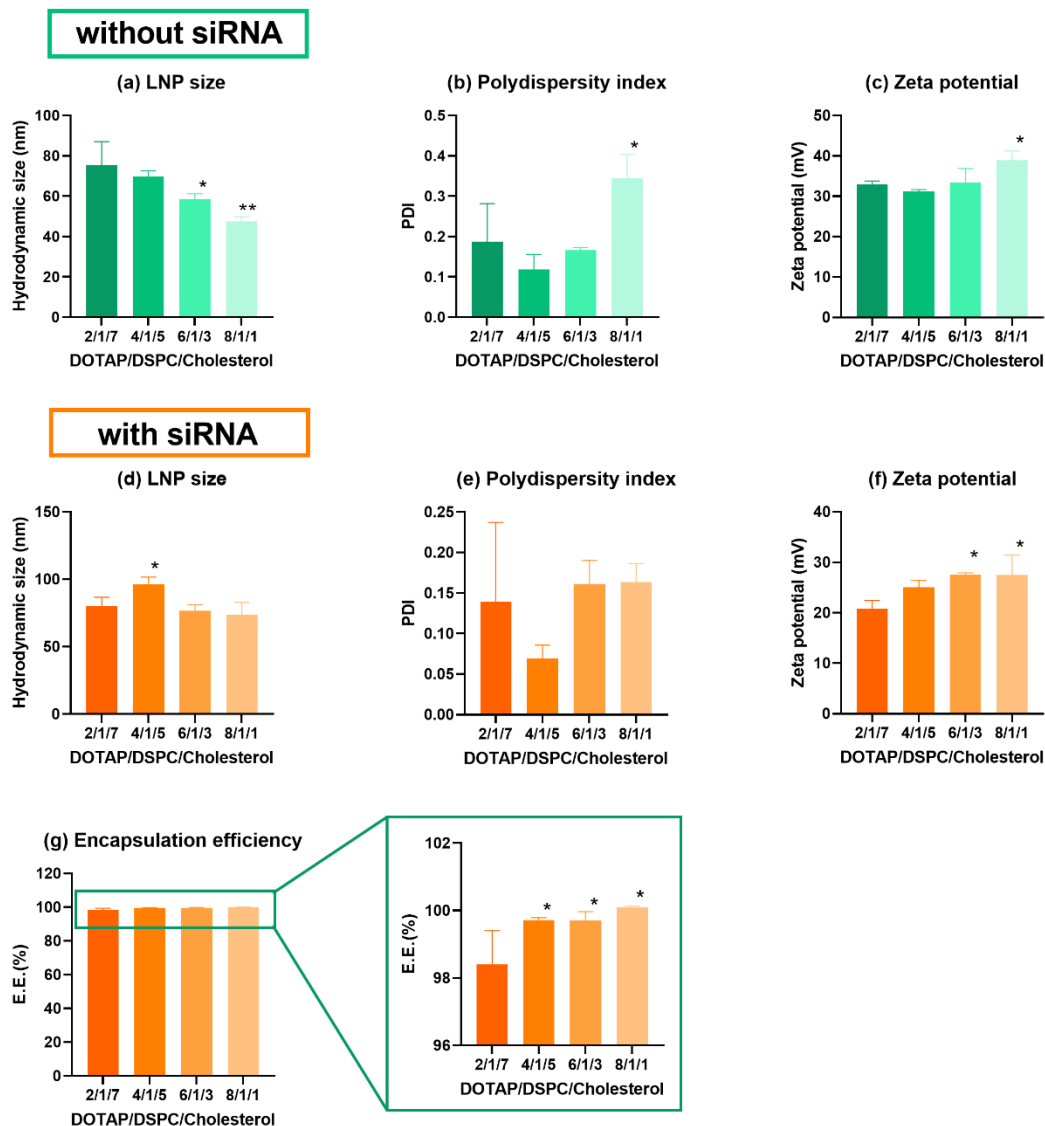 without siRNA
(a) LNP size
(b) Polydispersity index
(c) Zeta potential
Hydrodynamic size (nm)
100
80
60
40
20
0
*
**
2/1/7 4/1/5 6/1/3 8/1/1
DOTAP/DSPC/Cholesterol
PDI
0.5
0.4
0.3
0.2
0.1
0.0
*
2/1/7 4/1/5 6/1/3 8/1/1
DOTAP/DSPC/Cholesterol
Zeta potential (mV)
50
40
30
20
10
0
*
2/1/7 4/1/5 6/1/3 8/1/1
DOTAP/DSPC/Cholesterol
with siRNA
(d) LNP size
(e) Polydispersity index
(f) Zeta potential
Hydrodynamic size (nm)
150
100
50
0
*
2/1/7 4/1/5 6/1/3 8/1/1
DOTAP/DSPC/Cholesterol
PDI
0.25
0.20
0.15
0.10
0.05
0.00
2/1/7 4/1/5 6/1/3 8/1/1
DOTAP/DSPC/Cholesterol
Zeta potential (mV)
40
30
20
10
0
*
*
2/1/7 4/1/5 6/1/3 8/1/1
DOTAP/DSPC/Cholesterol
(g) Encapsulation efficiency
E.E.(%)
120
100
80
60
40
20
0
2/1/7 4/1/5 6/1/3 8/1/1
DOTAP/DSPC/Cholesterol
E.E.(%)
102
100
98
96
*
*
*
2/1/7 4/1/5 6/1/3 8/1/1
DOTAP/DSPC/Cholesterol